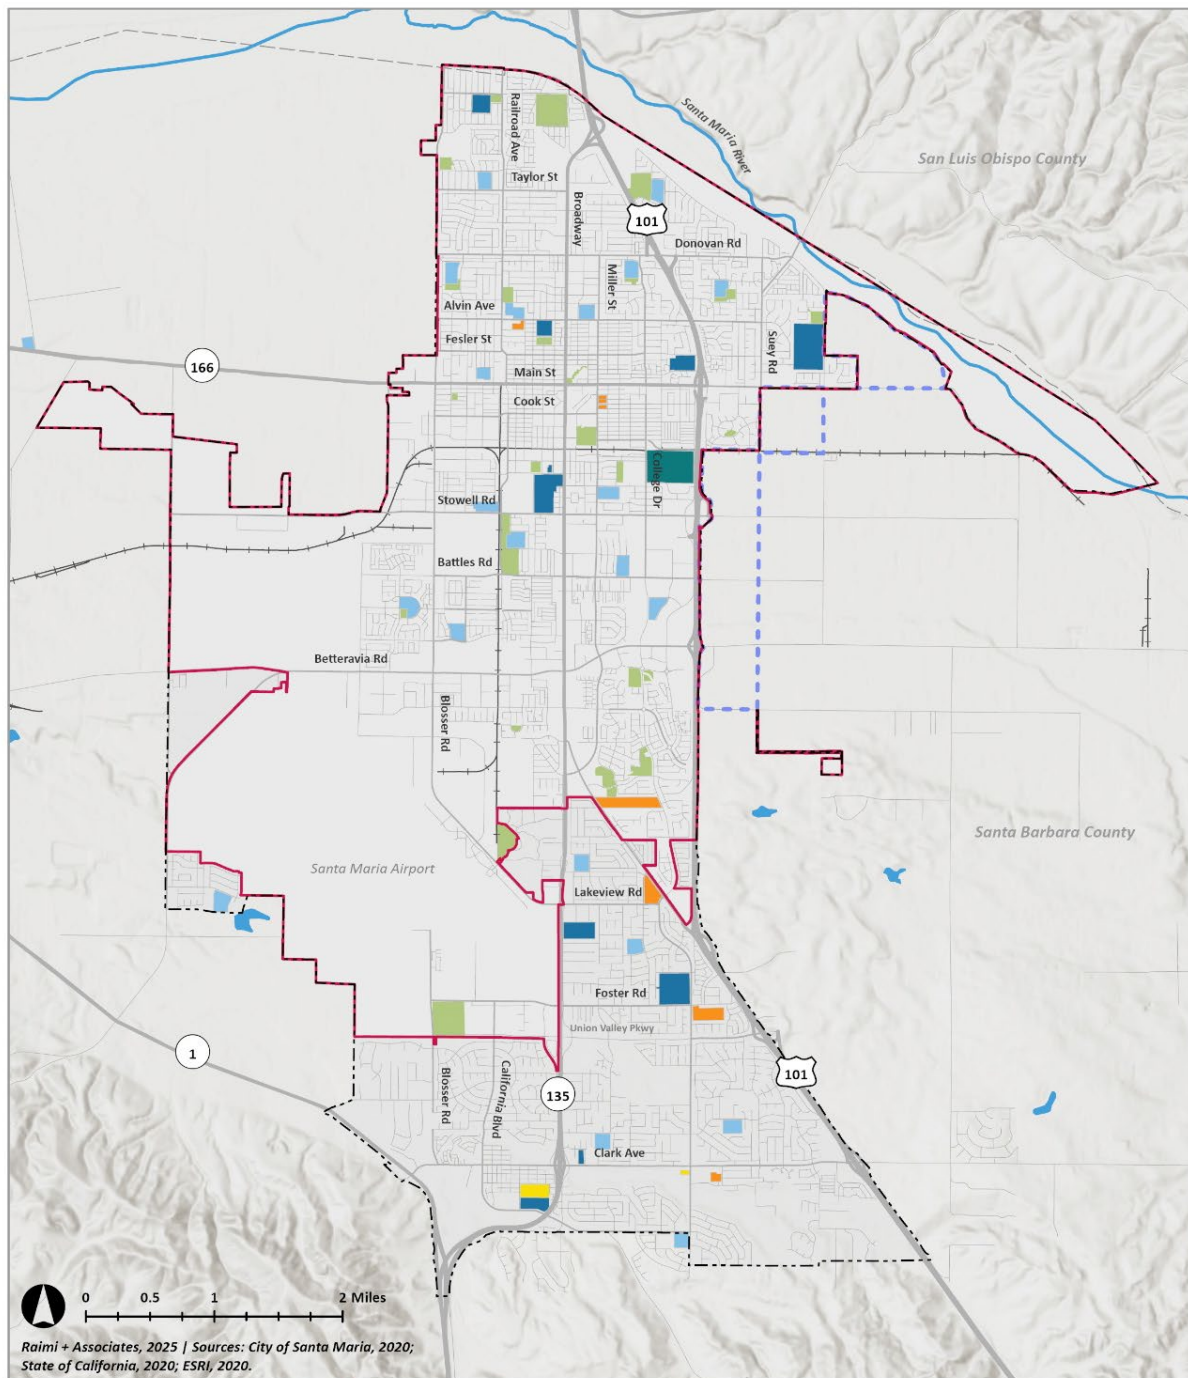 Santa Maria River
San Luis Obispo County
Railroad Ave
Taylor St
Broadway
101
Donovan Rd
Miller St
Alvin Ave
Fesler St
Suey Rd
166
Main St
Cook St
College Dr
Stowell Rd
Battles Rd
Betteravia Rd
Blosser Rd
Santa Barbara County
Santa Maria Airport
Lakeview Rd
Foster Rd
Union Valley Pkwy
1
101
Blosser Rd
California Blvd
135
Clark Ave
0 0.5 1 2 Miles
Raimi + Associates, 2025 | Sources: City of Santa Maria, 2020;
State of California, 2020; ESRI, 2020.